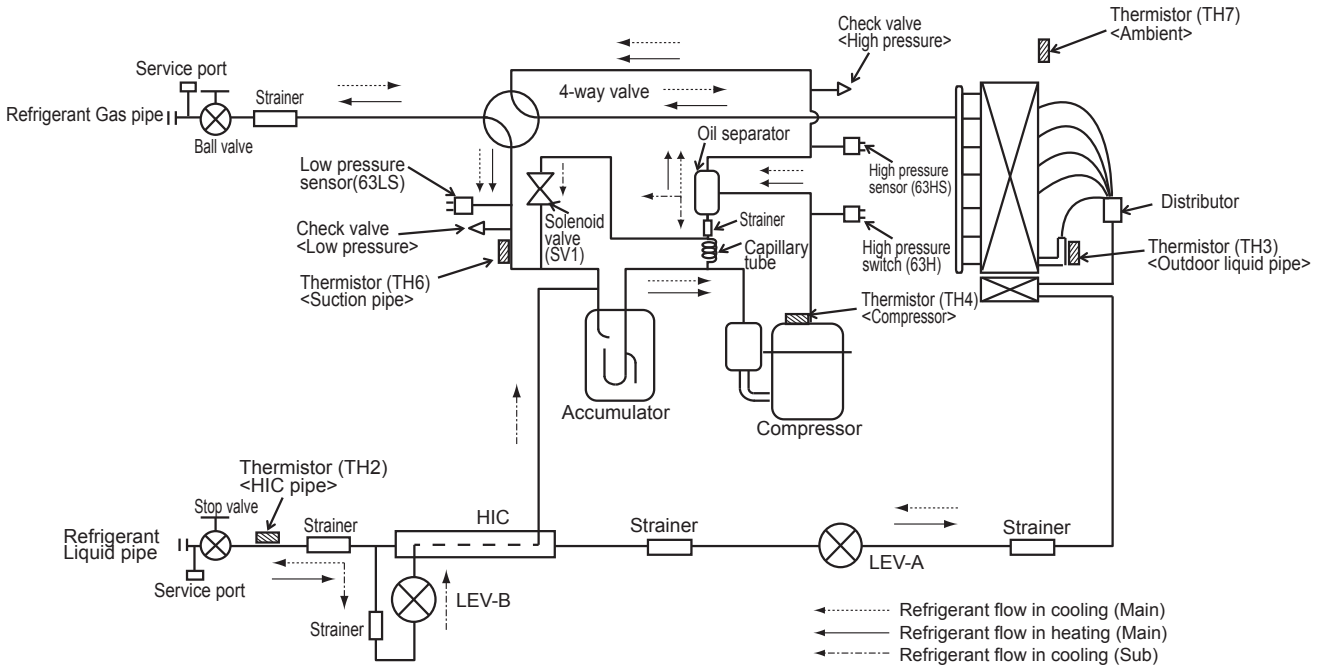 Thermistor (TH7)
<Ambient>
Check valve
<High pressure>
Service port
Strainer
4-way valve
Refrigerant Gas pipe
Ball valve
Oil separator
Low pressure
sensor(63LS)
High pressure
sensor (63HS)
Distributor
Check valve
<Low pressure>
Solenoid
valve
(SV1)
Strainer
Capillary
tube
High pressure
switch (63H)
Thermistor (TH3)
<Outdoor liquid pipe>
Thermistor (TH6)
<Suction pipe>
Thermistor (TH4)
<Compressor>
Accumulator
Compressor
Thermistor (TH2)
<HIC pipe>
Stop valve
Strainer
HIC
Strainer
Strainer
Refrigerant
Liquid pipe
LEV-A
Service port
LEV-B
Strainer
Refrigerant flow in cooling (Main)
Refrigerant flow in heating (Main)
Refrigerant flow in cooling (Sub)